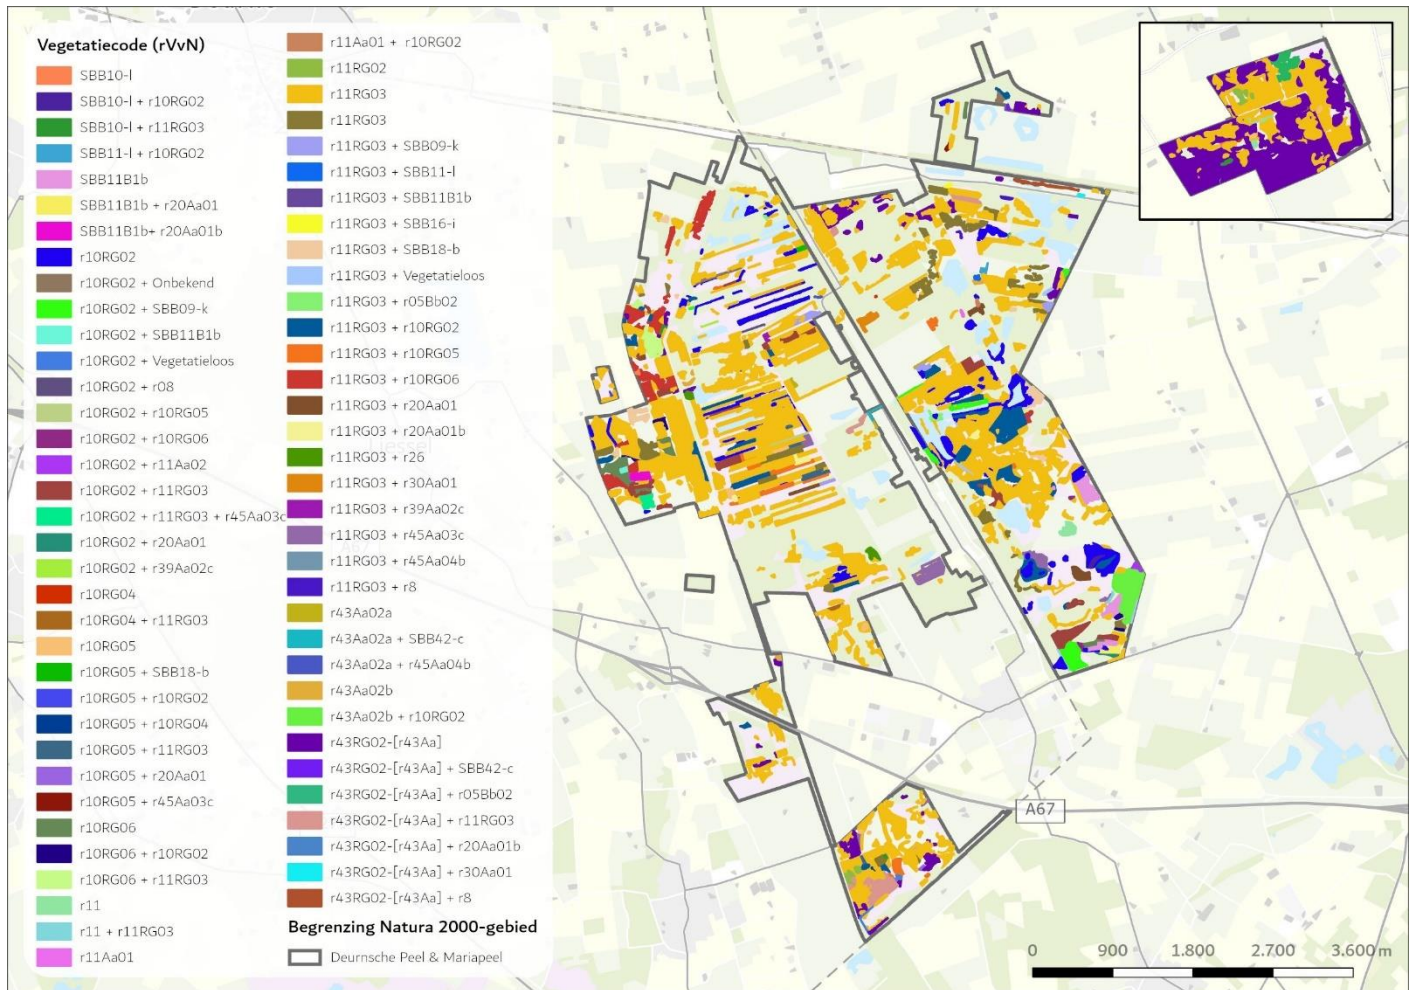 Vegetatiecode (rVvN)
SBB10-l
SBB10-l + r10RG02
SBB10-l + r11RG03
SBB11-l + r10RG02
SBB11B1b
SBB11B1b + r20Aa01
SBB11B1b+ r20Aa01b
r10RG02
r10RG02 + Onbekend
r10RG02 + SBB09-k
r10RG02 + SBB11B1b
r10RG02 + Vegetatieloos
r10RG02 + r08
r10RG02 + r10RG05
r10RG02 + r10RG06
r10RG02 + r11Aa02
r10RG02 + r11RG03
r10RG02 + r11RG03 + r45Aa03c
r10RG02 + r20Aa01
r10RG02 + r39Aa02c
r10RG04
r10RG04 + r11RG03
r10RG05
r10RG05 + SBB18-b
r10RG05 + r10RG02
r10RG05 + r10RG04
r10RG05 + r11RG03
r10RG05 + r20Aa01
r10RG05 + r45Aa03c
r10RG06
r10RG06 + r10RG02
r10RG06 + r11RG03
r11
r11 + r11RG03
r11Aa01
r11Aa01 + r10RG02
r11RG02
r11RG03
r11RG03
r11RG03 + SBB09-k
r11RG03 + SBB11-l
r11RG03 + SBB11B1b
r11RG03 + SBB16-i
r11RG03 + SBB18-b
r11RG03 + Vegetatieloos
r11RG03 + r05Bb02
r11RG03 + r10RG02
r11RG03 + r10RG05
r11RG03 + r10RG06
r11RG03 + r20Aa01
r11RG03 + r20Aa01b
r11RG03 + r26
r11RG03 + r30Aa01
r11RG03 + r39Aa02c
r11RG03 + r45Aa03c
r11RG03 + r45Aa04b
r11RG03 + r8
r43Aa02a
r43Aa02a + SBB42-c
r43Aa02a + r45Aa04b
r43Aa02b
r43Aa02b + r10RG02
r43RG02-[r43Aa]
r43RG02-[r43Aa] + SBB42-c
r43RG02-[r43Aa] + r05Bb02
r43RG02-[r43Aa] + r11RG03
r43RG02-[r43Aa] + r20Aa01b
r43RG02-[r43Aa] + r30Aa01
r43RG02-[r43Aa] + r8
Begrenzing Natura 2000-gebied
Deurnsche Peel & Mariapeel
A67
0 900 1.800 2.700 3.600 m